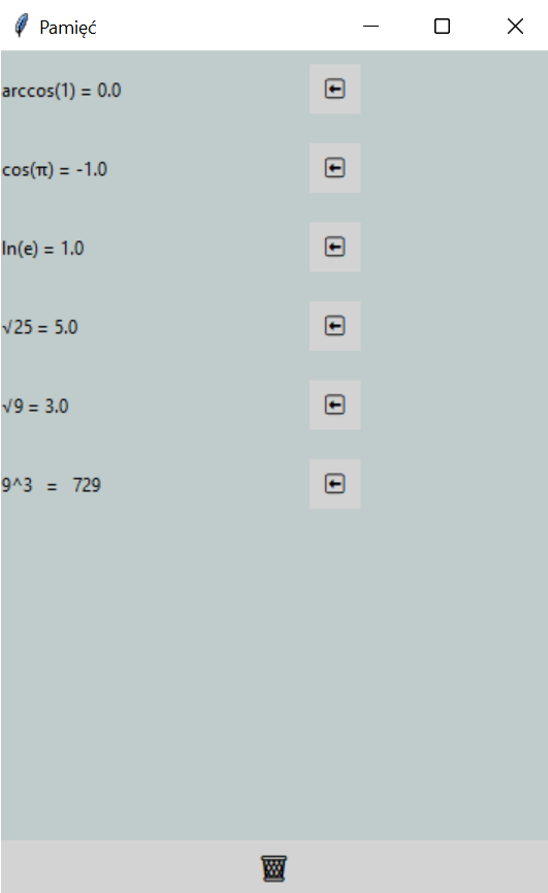 Pamięć
arccos(1) = 0.0
cos(π) = -1.0
ln(e) = 1.0
√25 = 5.0
√9 = 3.0
9^3 = 729